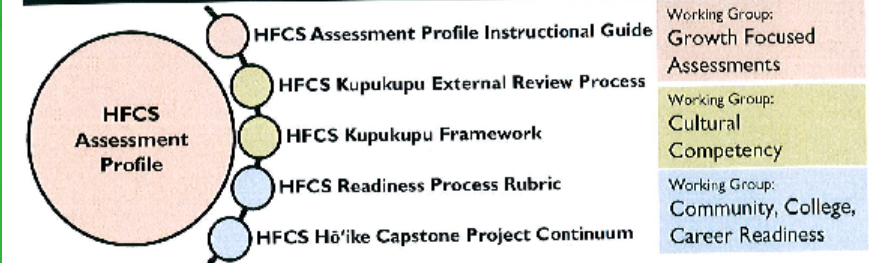 HFCS
Assessment
Profile
HFCS Assessment Profile Instructional Guide
HFCS Kupukupu External Review Process
HFCS Kupukupu Framework
HFCS Readiness Process Rubric
HFCS Hō‘ike Capstone Project Continuum
Working Group:
Growth Focused
Assessments
Working Group:
Cultural
Competency
Working Group:
Community, College,
Career Readiness